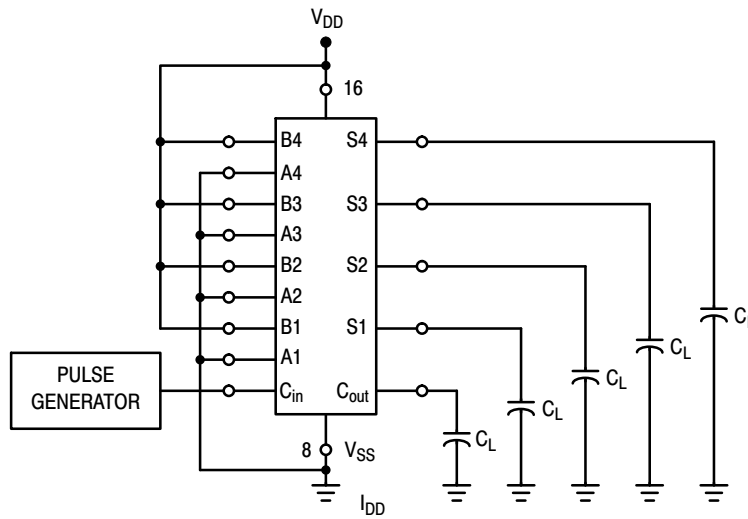 V_DD
16
B4 S4
A4
B3 S3
A3
B2 S2
A2
B1 S1
A1
PULSE
GENERATOR
C_in C_out
C_L
C_L
C_L
C_L
C
8 V_SS
I_DD